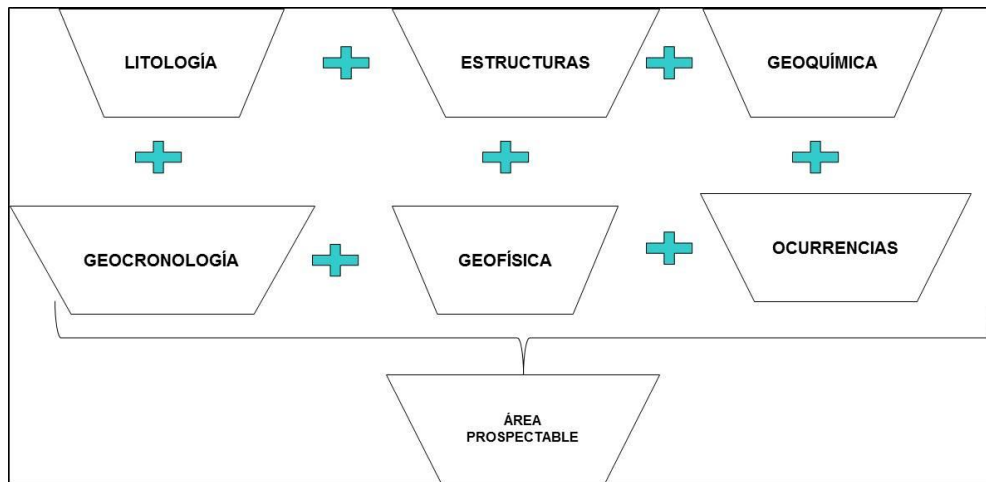 LITOLOGÍA
ESTRUCTURAS
GEOQUÍMICA
GEOCRONOLOGÍA
GEOFÍSICA
OCURRENCIAS
ÁREA
PROSPECTABLE